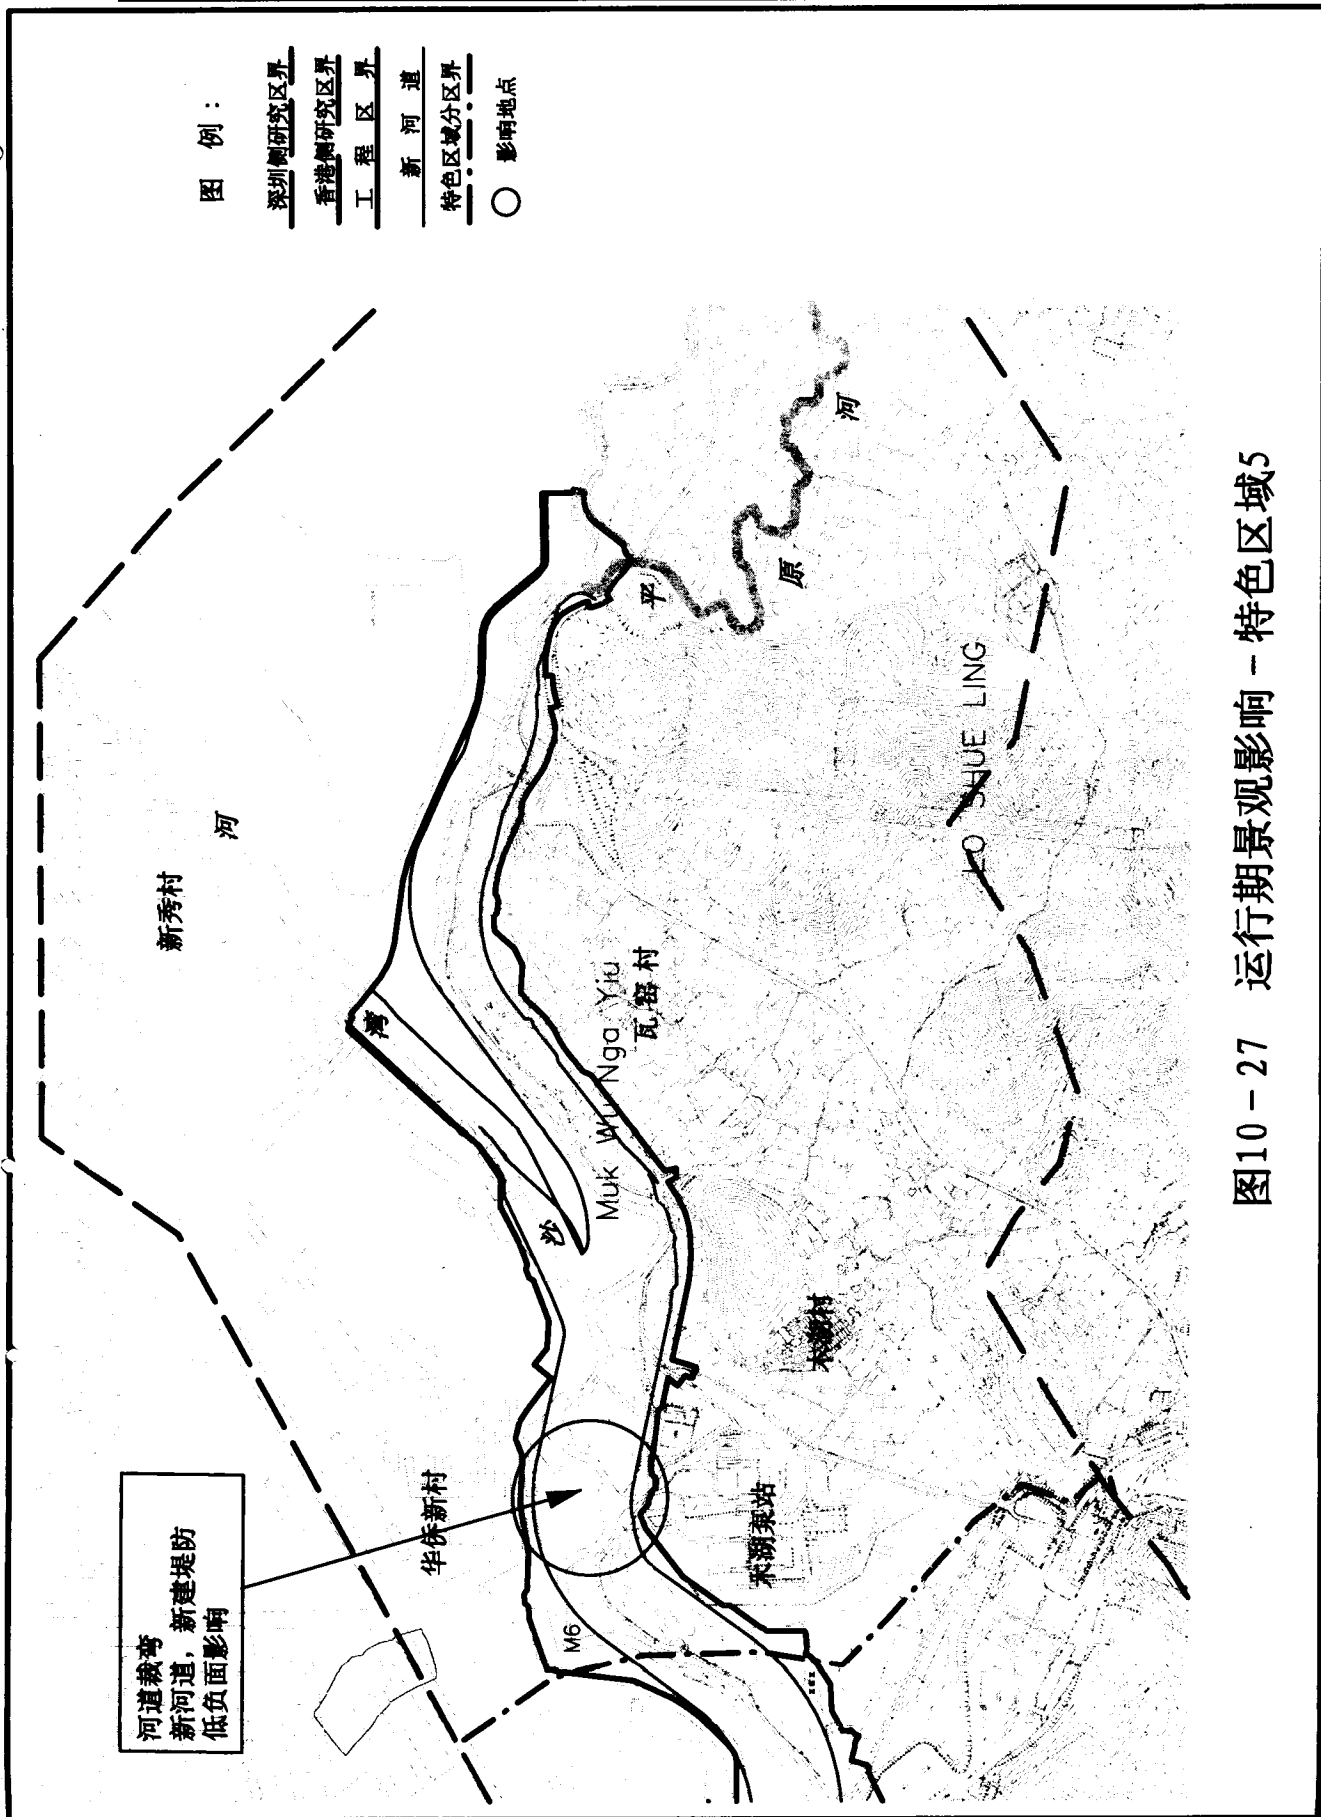 图 例：
深圳侧研究区界
香港侧研究区界
工 程 区 界
新 河 道
特色区域分区界
影响地点
河道裁弯
新河道，新建堤防
低负面影响
新秀村
河
湾
沙
华侨新村
M6
Muk Wu Nga Yiu
瓦窑村
平
原
河
LO SHUE LING
木湖村
木湖泵站
图10－27 运行期景观影响－特色区域5